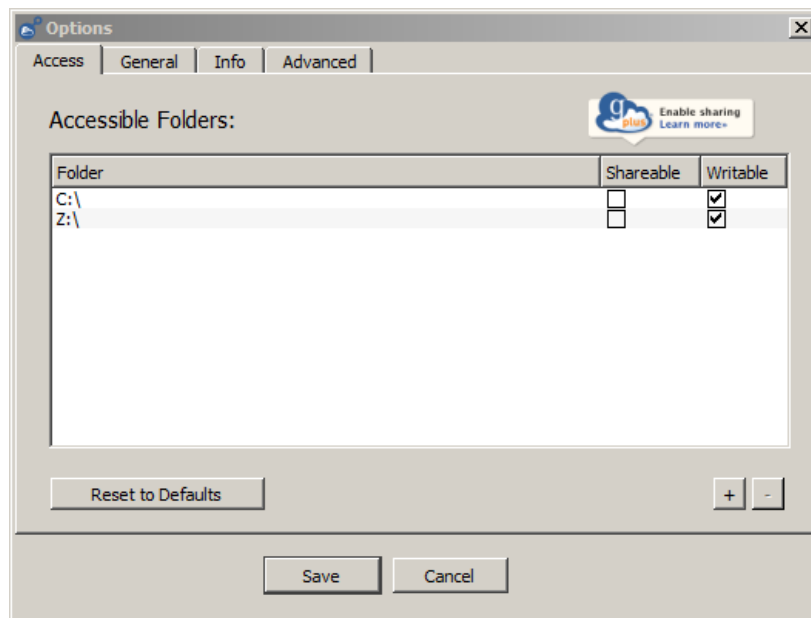 Options
Access General Info Advanced
Accessible Folders:
g plus Enable sharing
Learn more»
Folder Shareable Writable
C:\
Z:\
Reset to Defaults + -
Save Cancel